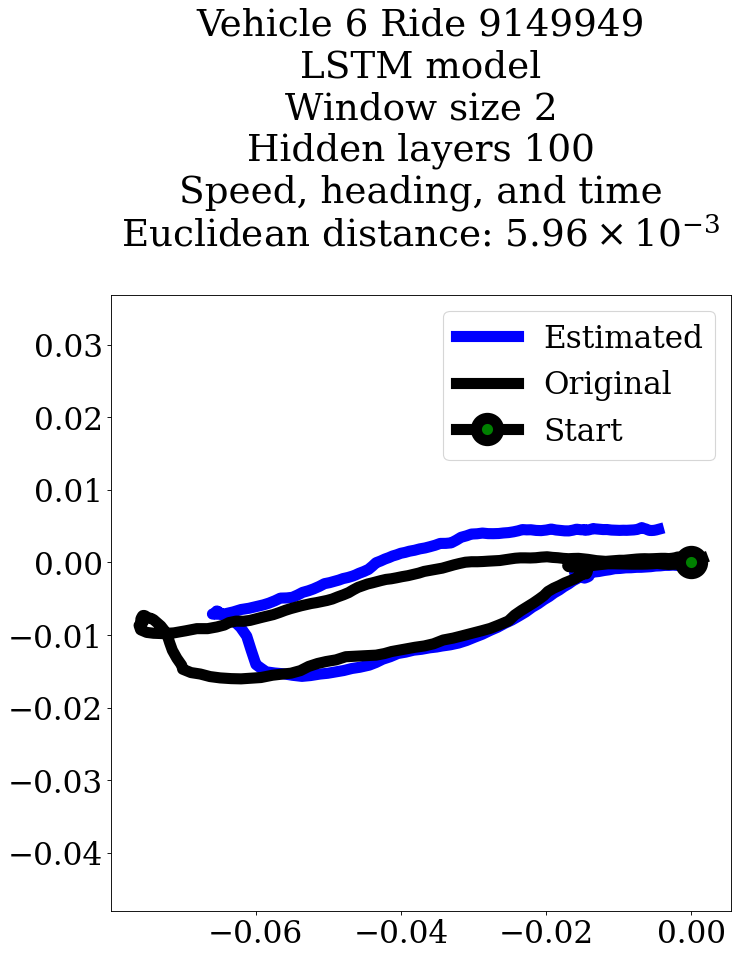 Vehicle 6 Ride 9149949
LSTM model
Window size 2
Hidden layers 100
Speed, heading, and time
Euclidean distance: 5.96 × 10⁻³
Estimated
Original
Start
0.03
0.02
0.01
0.00
−0.01
−0.02
−0.03
−0.04
−0.06 −0.04 −0.02 0.00